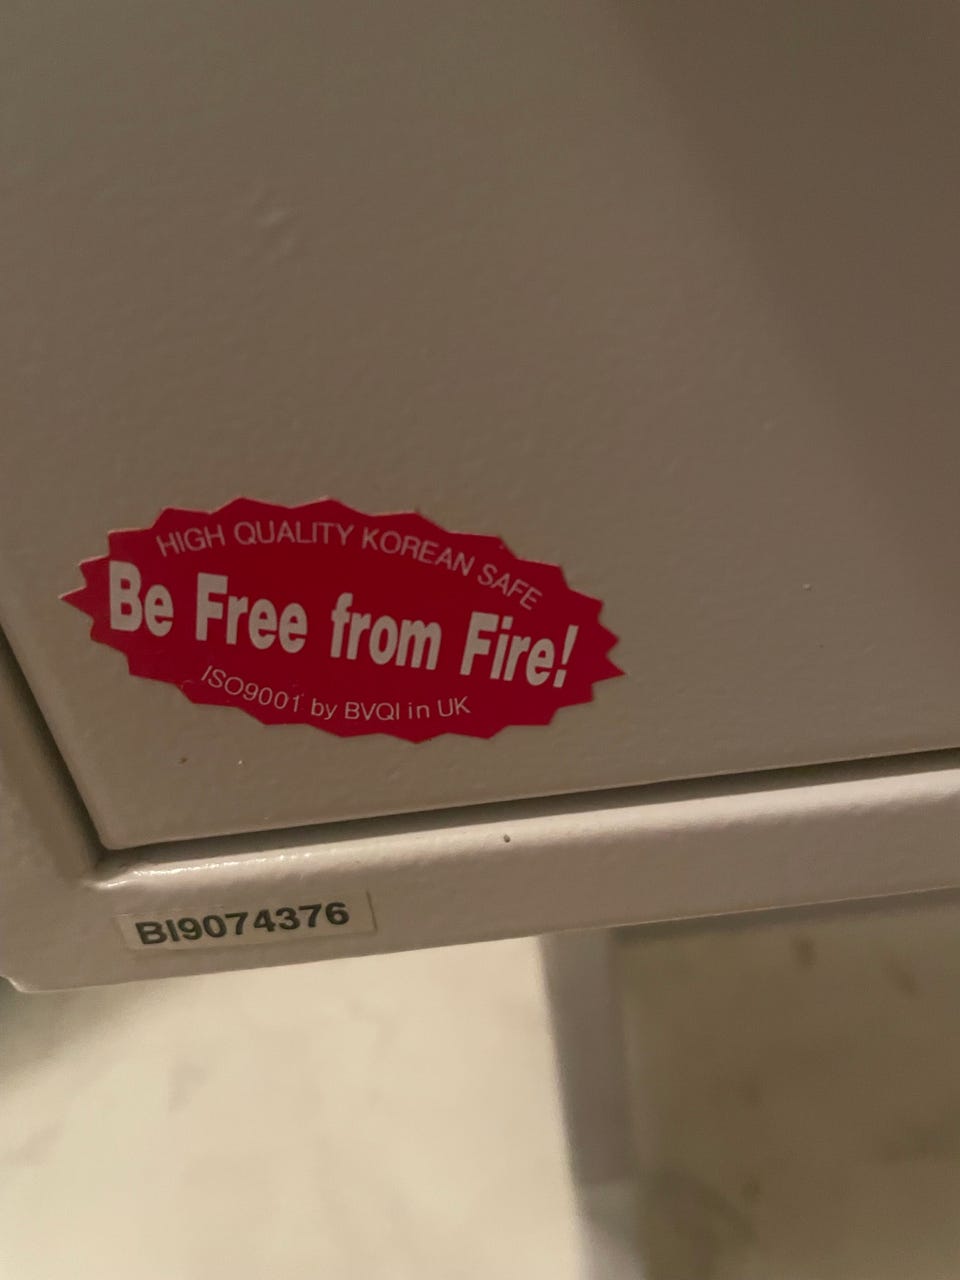 HIGH QUALITY KOREAN SAFE
Be Free from Fire!
ISO9001 by BVQI in UK
BI9074376